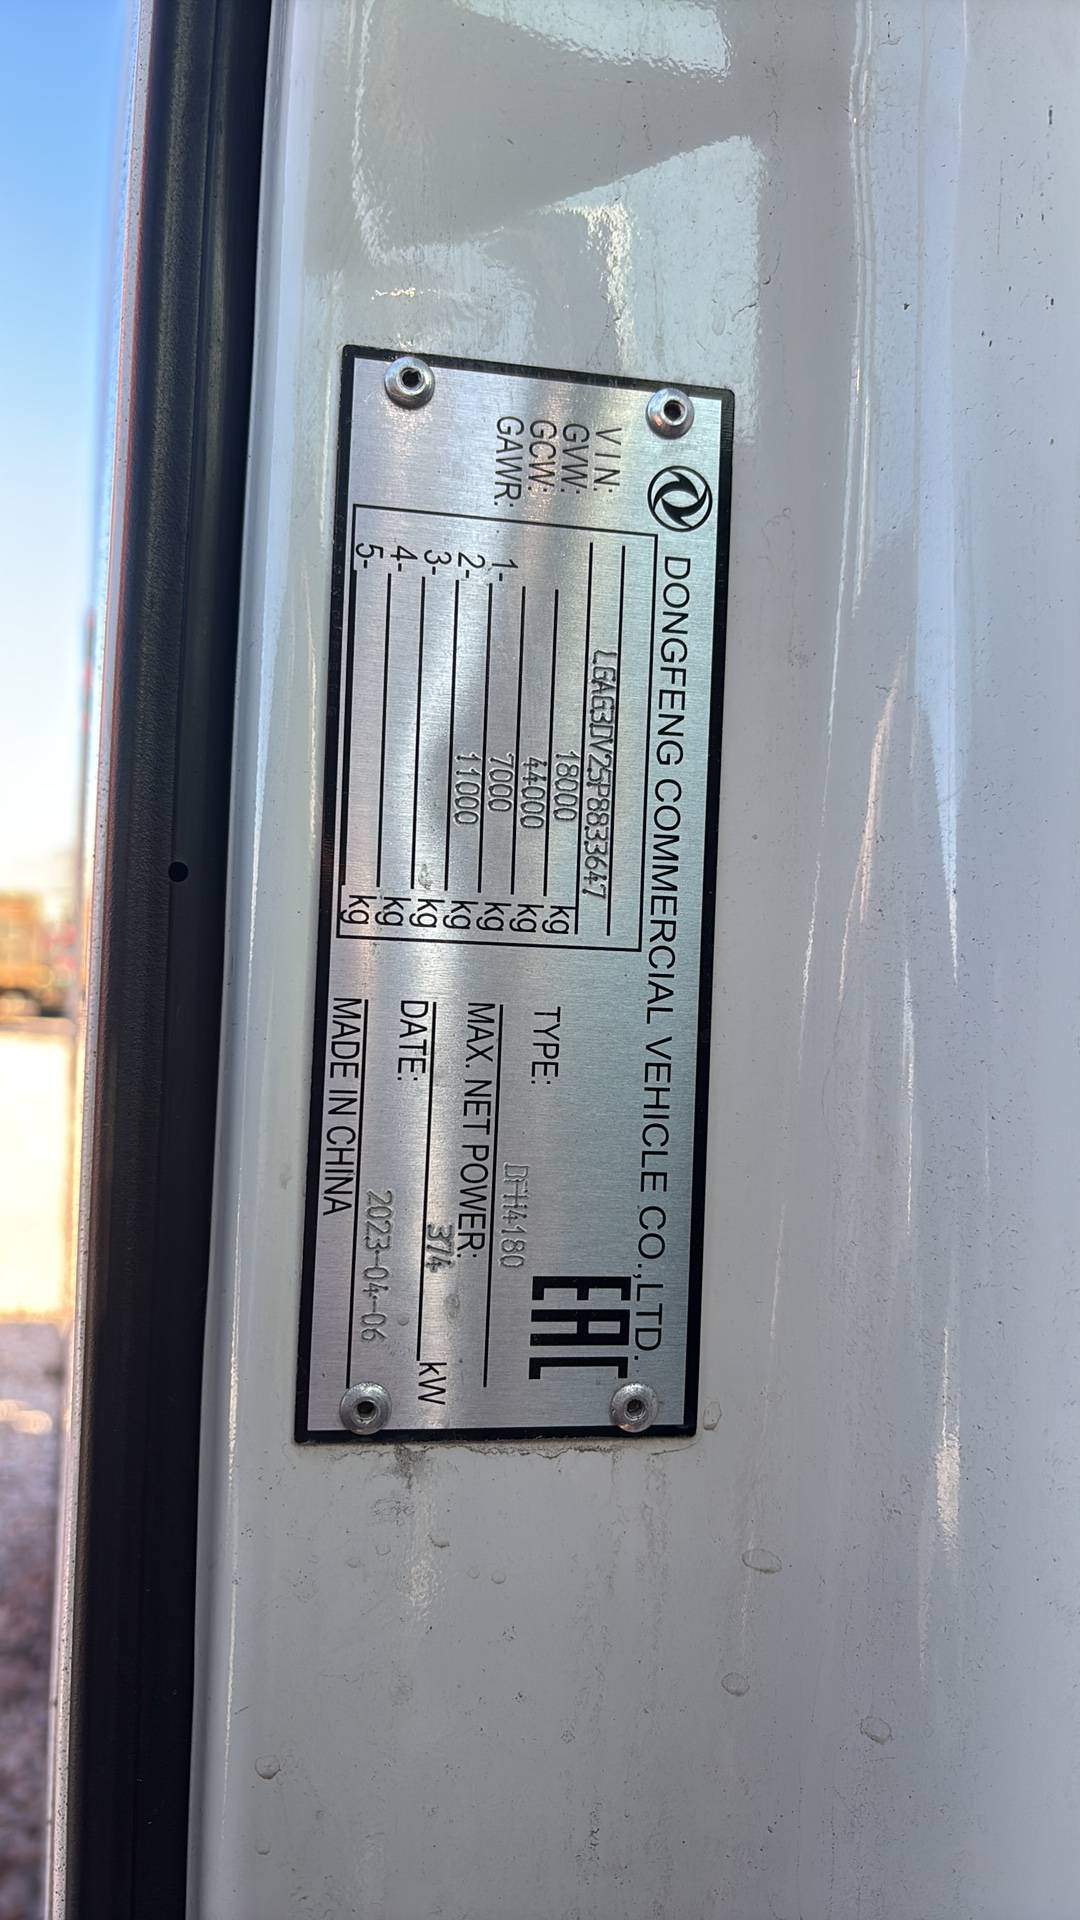 DONGFENG COMMERCIAL VEHICLE CO.,LTD.
VIN: LGAG3DV25P8833647
GVW: 18000 kg
GCW: 44000 kg
GAWR: 1- 7000 kg
2- 11000 kg
3- kg
4- kg
5- kg
EAC
TYPE: DFH4180
MAX. NET POWER:
374 kW
DATE: 2023-04-06
MADE IN CHINA